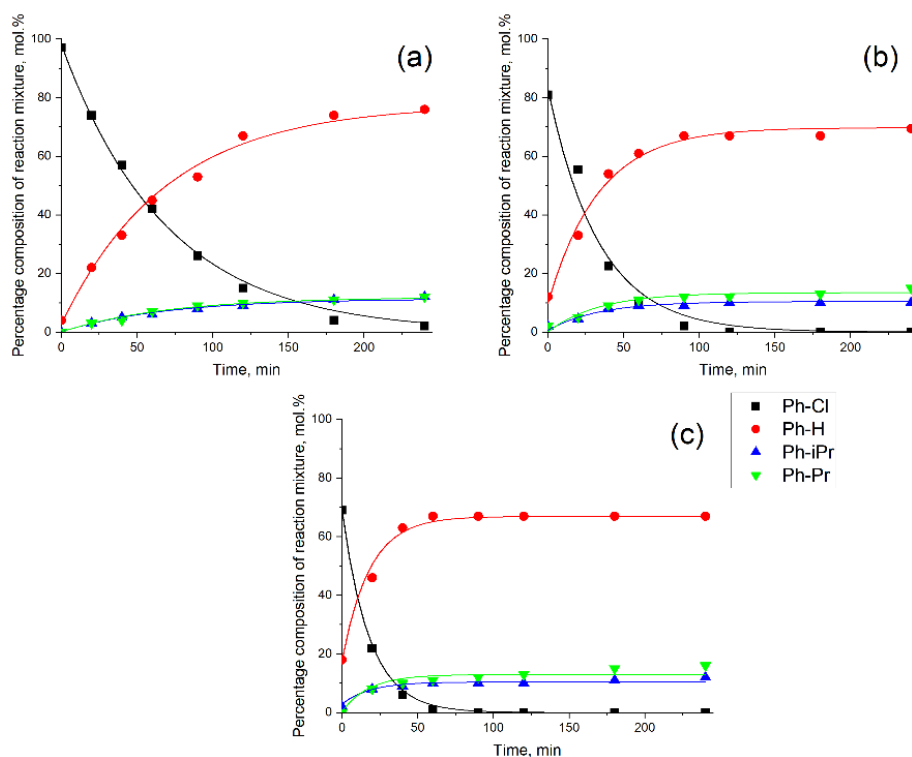 (a)
Percentage composition of reaction mixture, mol.%
100
80
60
40
20
0
0 50 100 150 200
Time, min
(b)
Percentage composition of reaction mixture, mol.%
100
80
60
40
20
0
0 50 100 150 200
Time, min
(c)
Percentage composition of reaction mixture, mol.%
100
80
60
40
20
0
0 50 100 150 200
Time, min
Ph-Cl
Ph-H
Ph-iPr
Ph-Pr